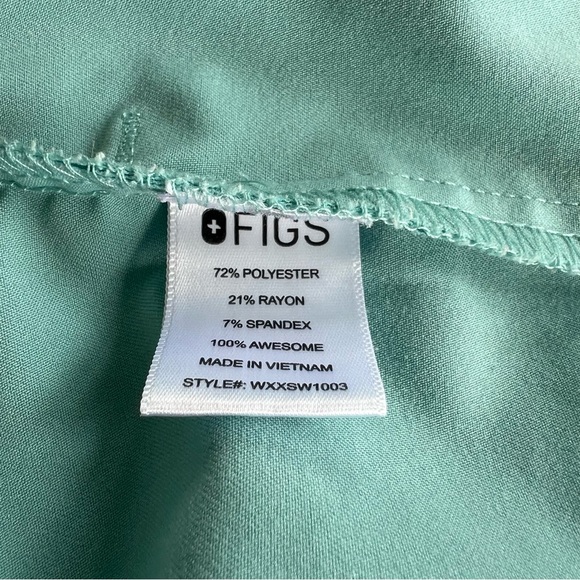 FIGS
72% POLYESTER
21% RAYON
7% SPANDEX
100% AWESOME
MADE IN VIETNAM
STYLE#: WXXSW1003